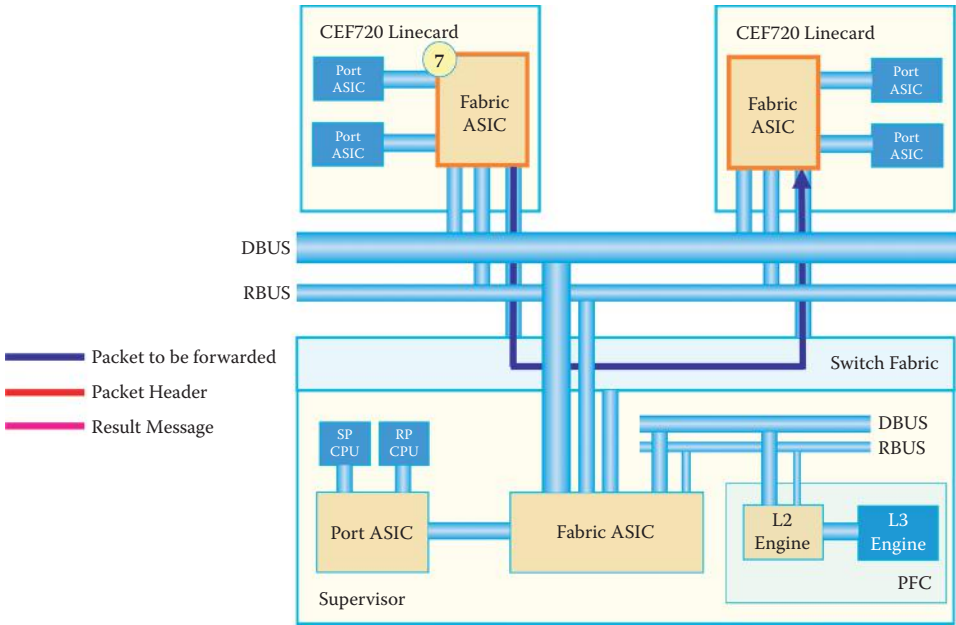 CEF720 Linecard
7
Port
ASIC
Port
ASIC
Fabric
ASIC
CEF720 Linecard
Fabric
ASIC
Port
ASIC
Port
ASIC
DBUS
RBUS
Packet to be forwarded
Packet Header
Result Message
Switch Fabric
SP
CPU
RP
CPU
DBUS
RBUS
Port ASIC
Fabric ASIC
L2
Engine
L3
Engine
PFC
Supervisor